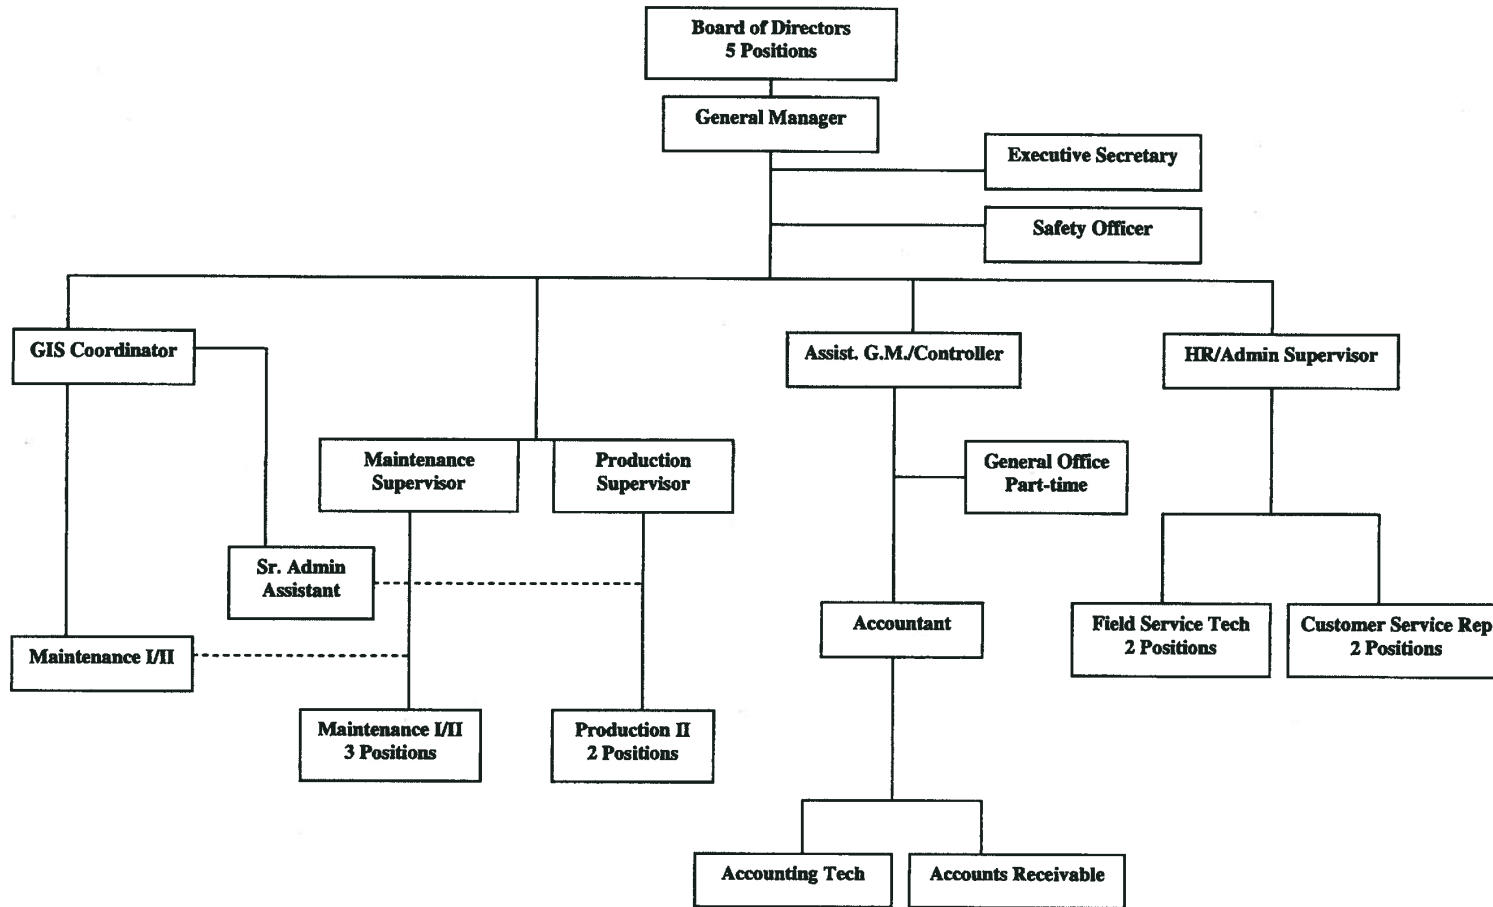 Board of Directors
5 Positions
General Manager
Executive Secretary
Safety Officer
GIS Coordinator
Assist. G.M./Controller
HR/Admin Supervisor
Maintenance
Supervisor
Production
Supervisor
General Office
Part-time
Sr. Admin
Assistant
Accountant
Field Service Tech
2 Positions
Customer Service Rep
2 Positions
Maintenance I/II
Maintenance I/II
3 Positions
Production II
2 Positions
Accounting Tech
Accounts Receivable